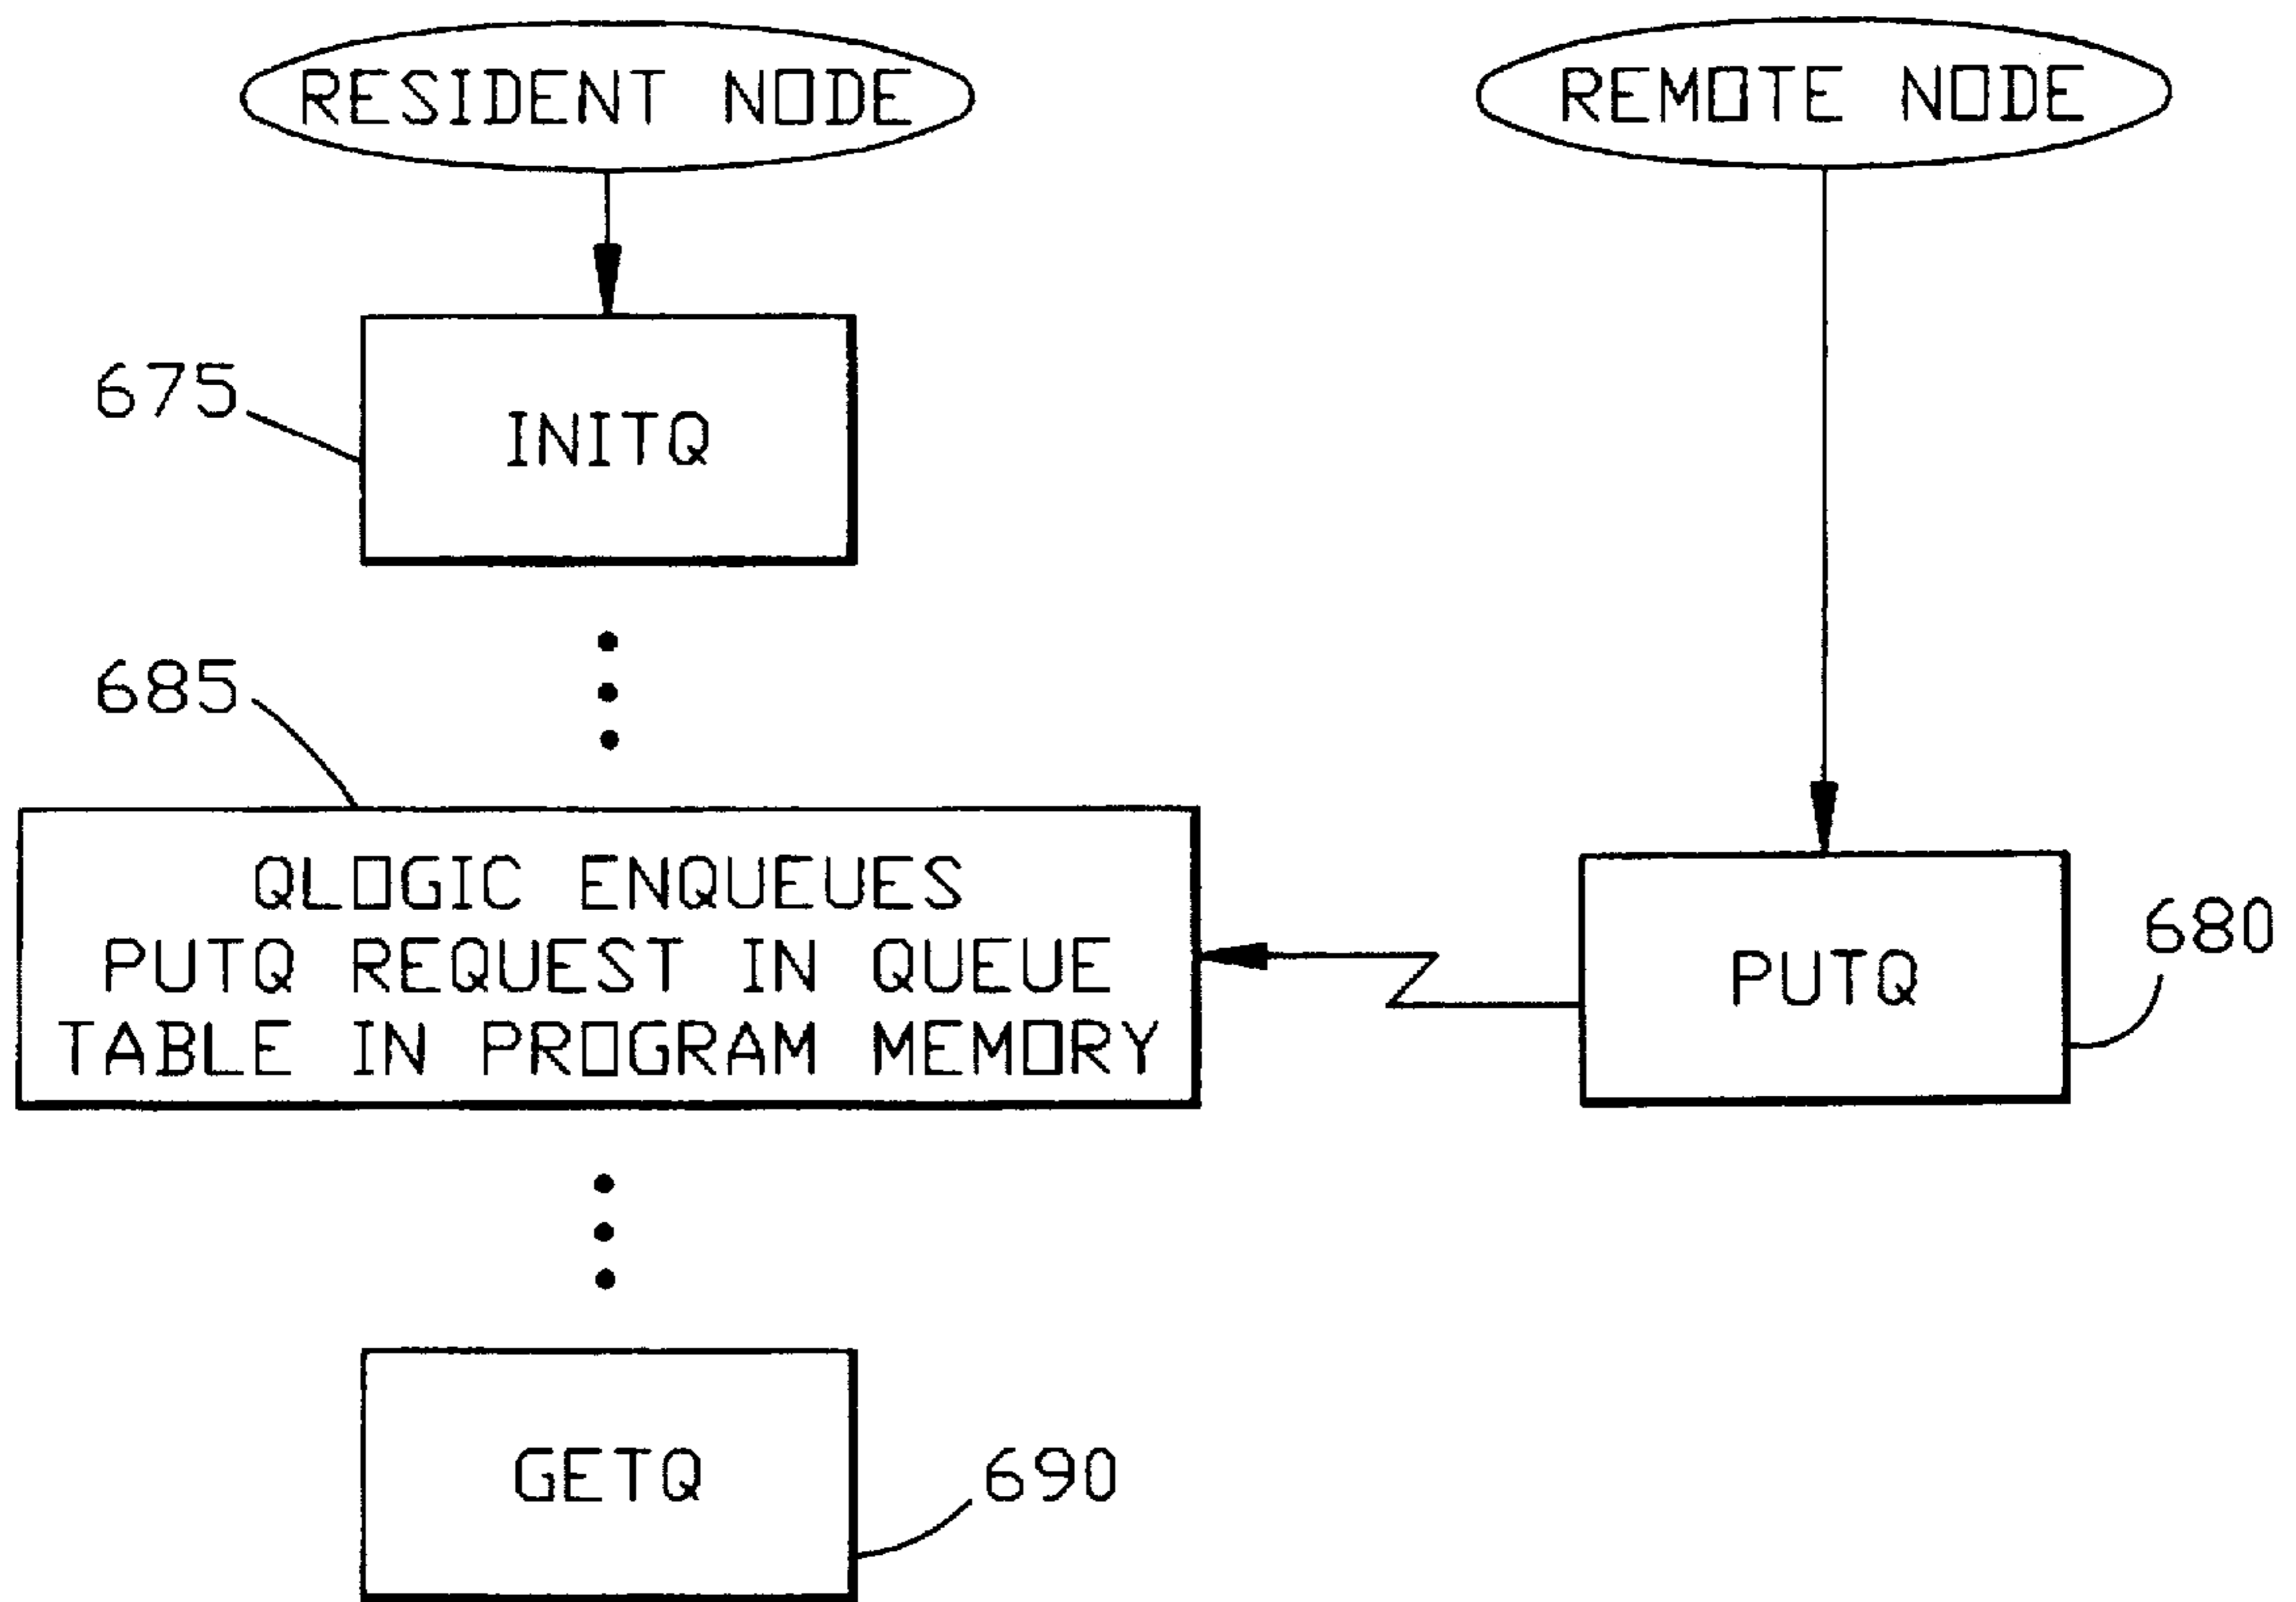 RESIDENT NODE
REMOTE NODE
675
INITQ
685
QLOGIC ENQUEUES
PUTQ REQUEST IN QUEUE
TABLE IN PROGRAM MEMORY
PUTQ
680
GETQ
690